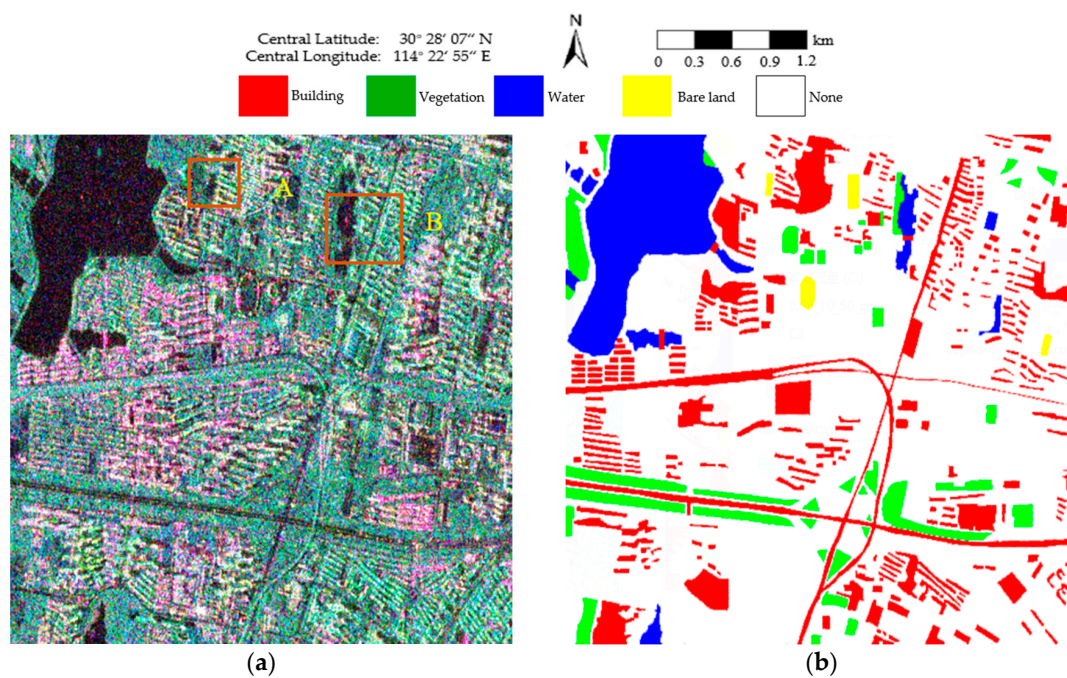 N
Central Latitude: 30° 28′ 07″ N
Central Longitude: 114° 22′ 55″ E
km
0 0.3 0.6 0.9 1.2
Building Vegetation Water Bare land None
A
B
(a) (b)